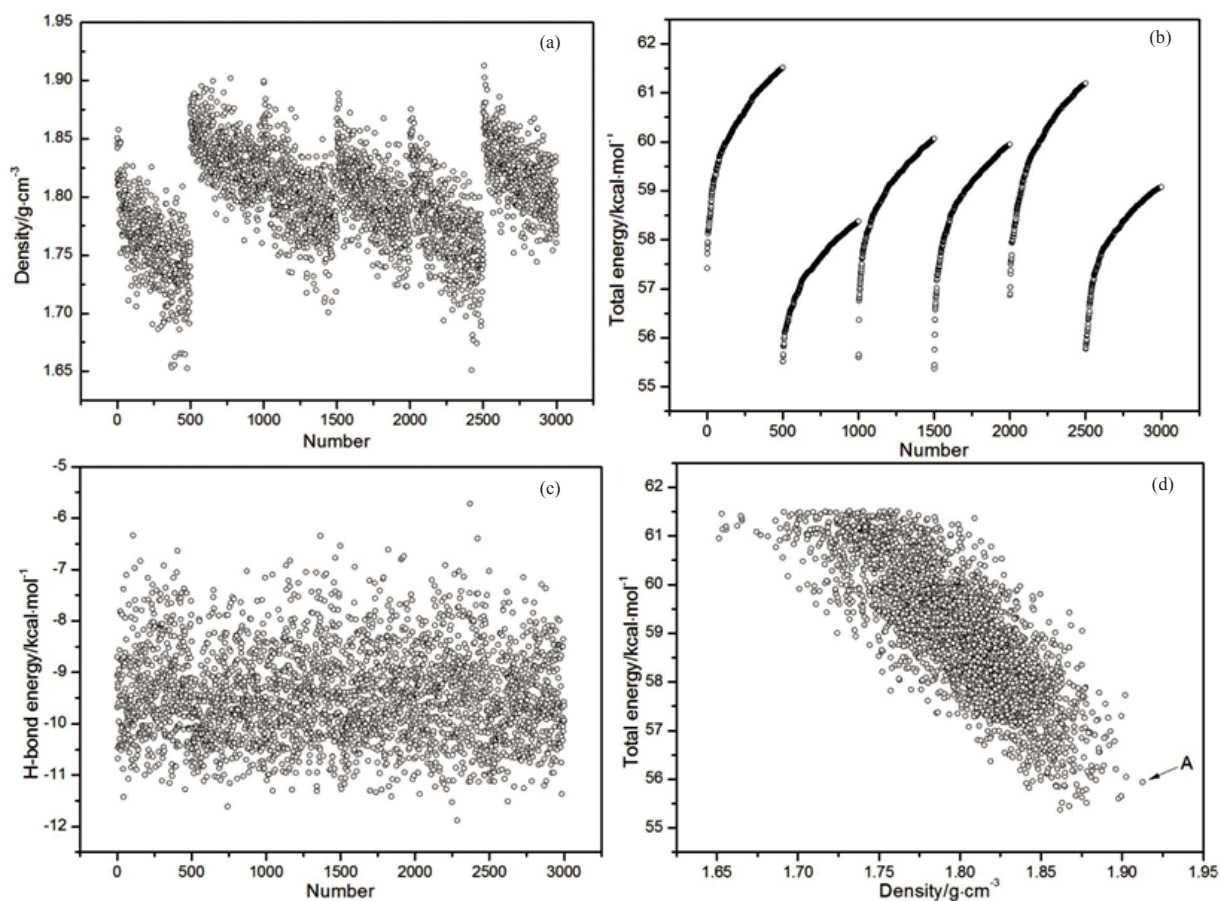 (a)
1.95
1.90
1.85
1.80
1.75
1.70
1.65
Density/g·cm⁻³
0 500 1000 1500 2000 2500 3000
Number
(b)
62
61
60
59
58
57
56
55
Total energy/kcal·mol⁻¹
0 500 1000 1500 2000 2500 3000
Number
(c)
-5
-6
-7
-8
-9
-10
-11
-12
H-bond energy/kcal·mol⁻¹
0 500 1000 1500 2000 2500 3000
Number
(d)
62
61
60
59
58
57
56
55
Total energy/kcal·mol⁻¹
A
1.65 1.70 1.75 1.80 1.85 1.90 1.95
Density/g·cm⁻³